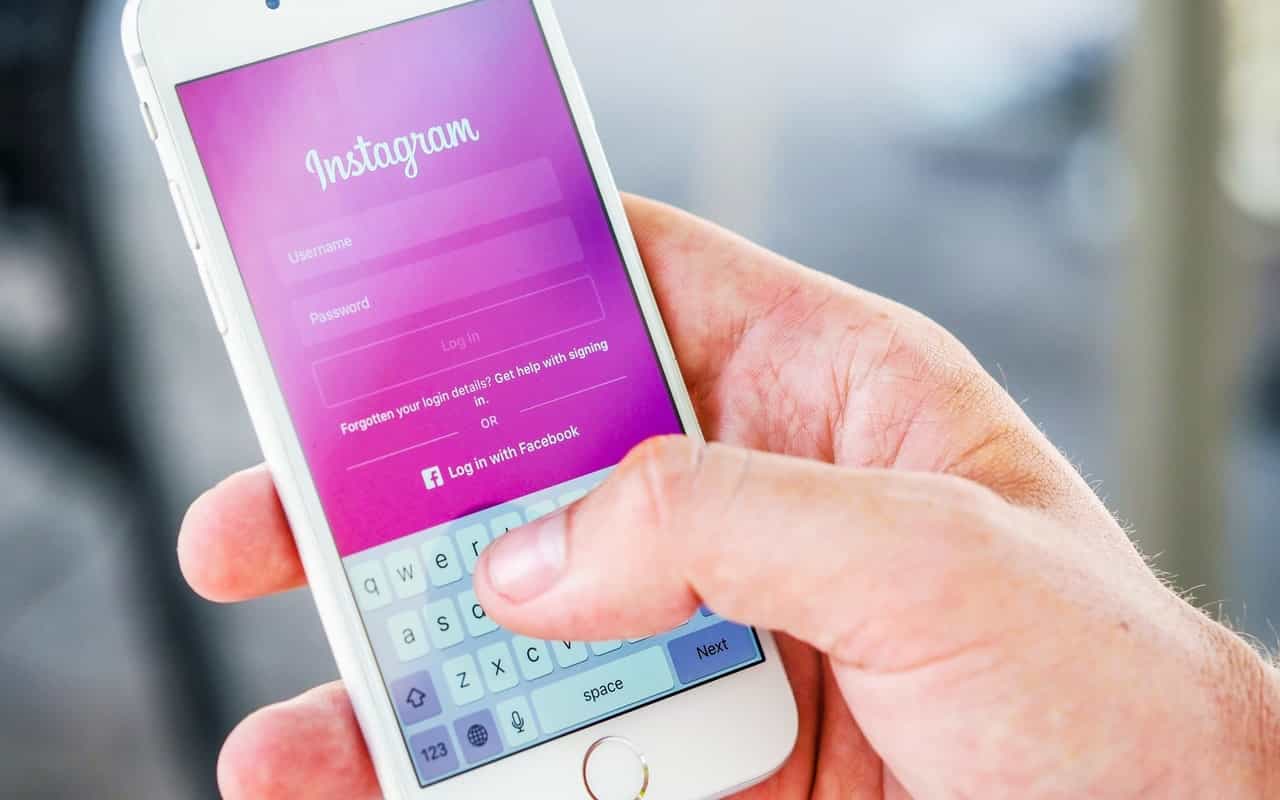 Instagram
Username
Password
Log in
Forgotten your login details? Get help with signing
in.
OR
Log in with Facebook
q w e r
a s d
z x c v
123 space Next